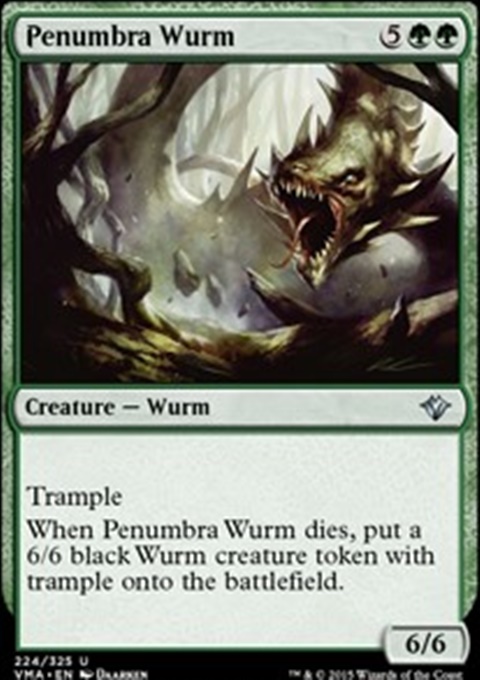 Penumbra Wurm 5
Creature — Wurm
Trample
When Penumbra Wurm dies, put a
6/6 black Wurm creature token with
trample onto the battlefield.
6/6
224/325 U
VMA • EN DAARKEN
™ & © 2015 Wizards of the Coast